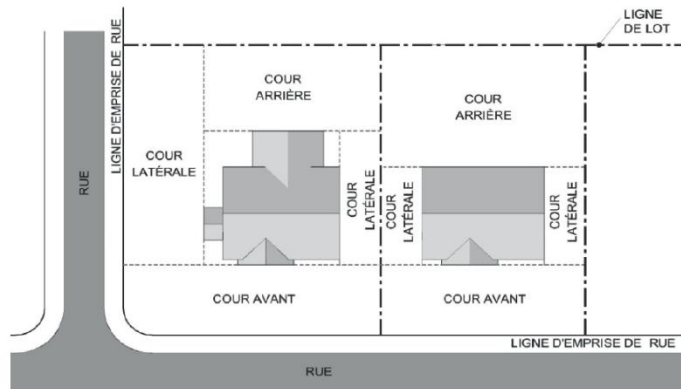 LIGNE
DE LOT
LIGNE D'EMPRISE DE RUE
RUE
COUR
ARRIÈRE
COUR
ARRIÈRE
COUR
LATÉRALE
COUR
LATÉRALE
COUR
LATÉRALE
COUR
LATÉRALE
COUR AVANT
COUR AVANT
LIGNE D'EMPRISE DE RUE
RUE